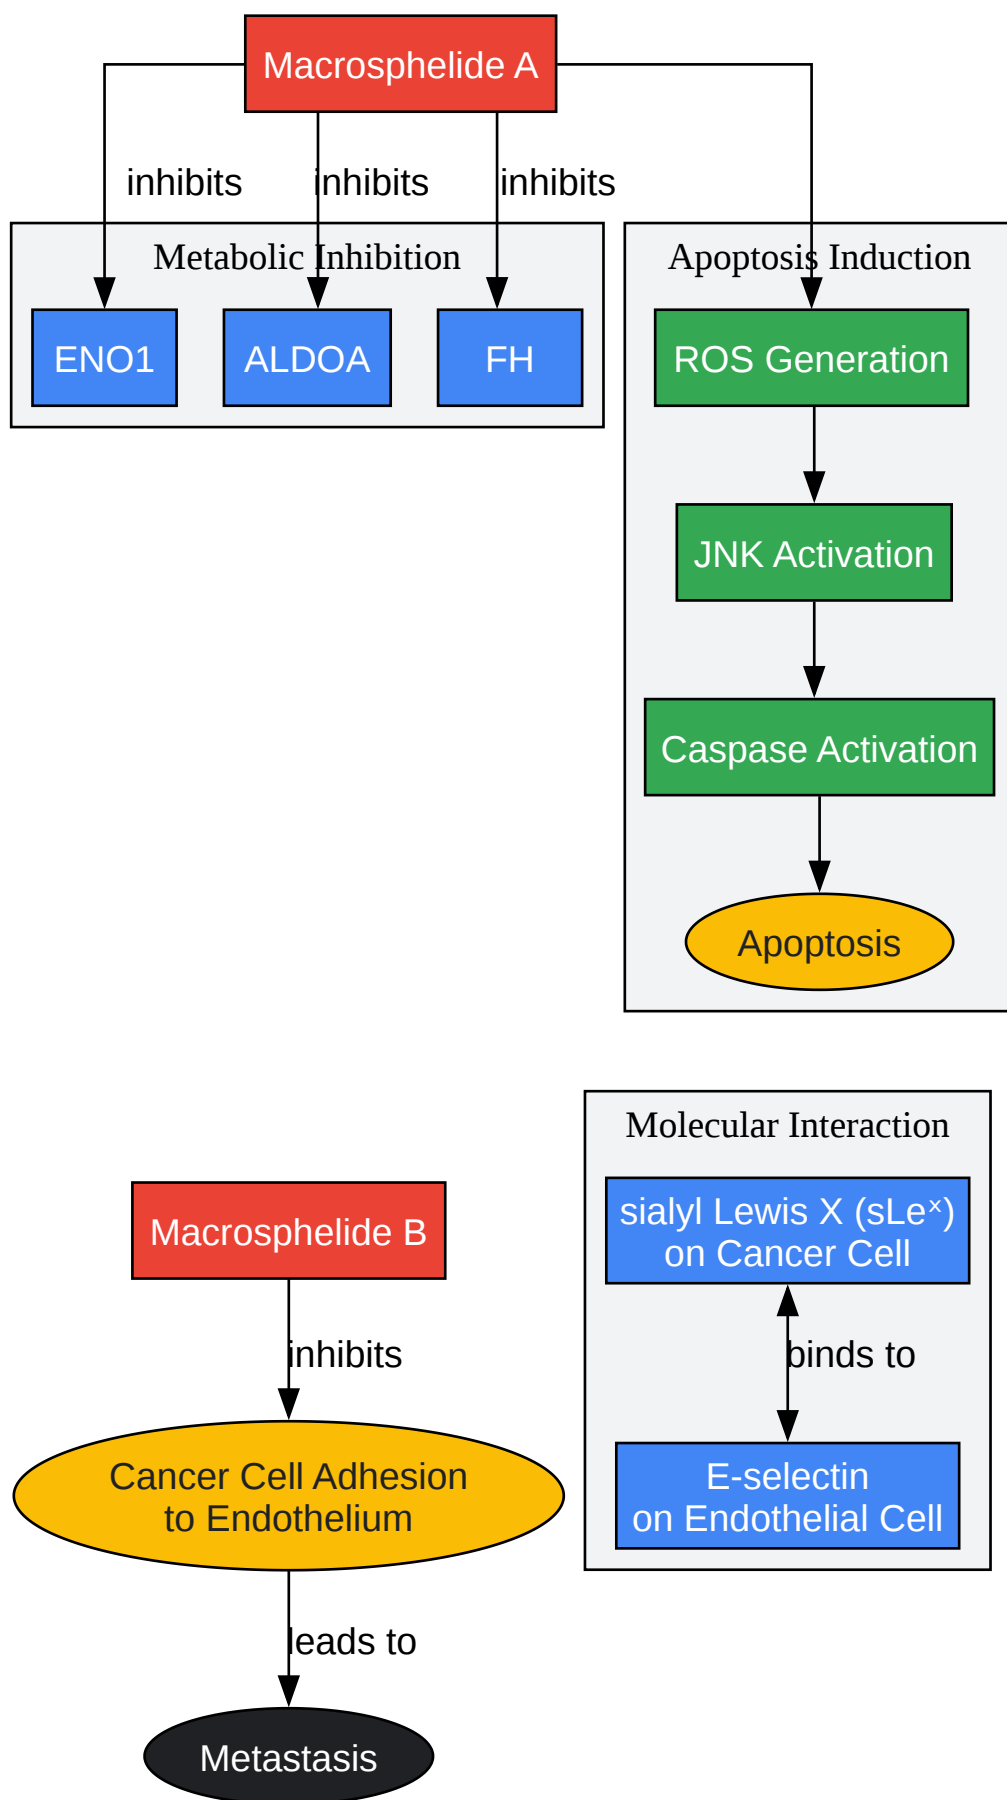 Macrosphelide A
inhibits
inhibits
inhibits
Metabolic Inhibition
Apoptosis Induction
ENO1
ALDOA
FH
ROS Generation
JNK Activation
Caspase Activation
Apoptosis
Molecular Interaction
Macrosphelide B
sialyl Lewis X (sLeˣ)
on Cancer Cell
inhibits
binds to
Cancer Cell Adhesion
to Endothelium
E-selectin
on Endothelial Cell
leads to
Metastasis